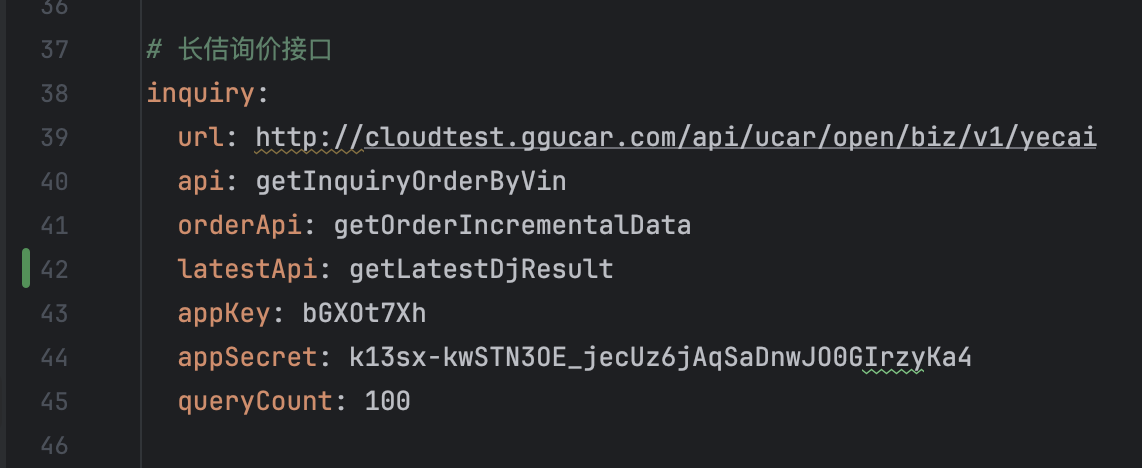 36
37 # 长佶询价接口
38 inquiry:
39 url: http://cloudtest.ggucar.com/api/ucar/open/biz/v1/yecai
40 api: getInquiryOrderByVin
41 orderApi: getOrderIncrementalData
42 latestApi: getLatestDjResult
43 appKey: bGXOt7Xh
44 appSecret: k13sx-kwSTN3OE_jecUz6jAqSaDnwJO0GIrzyKa4
45 queryCount: 100
46